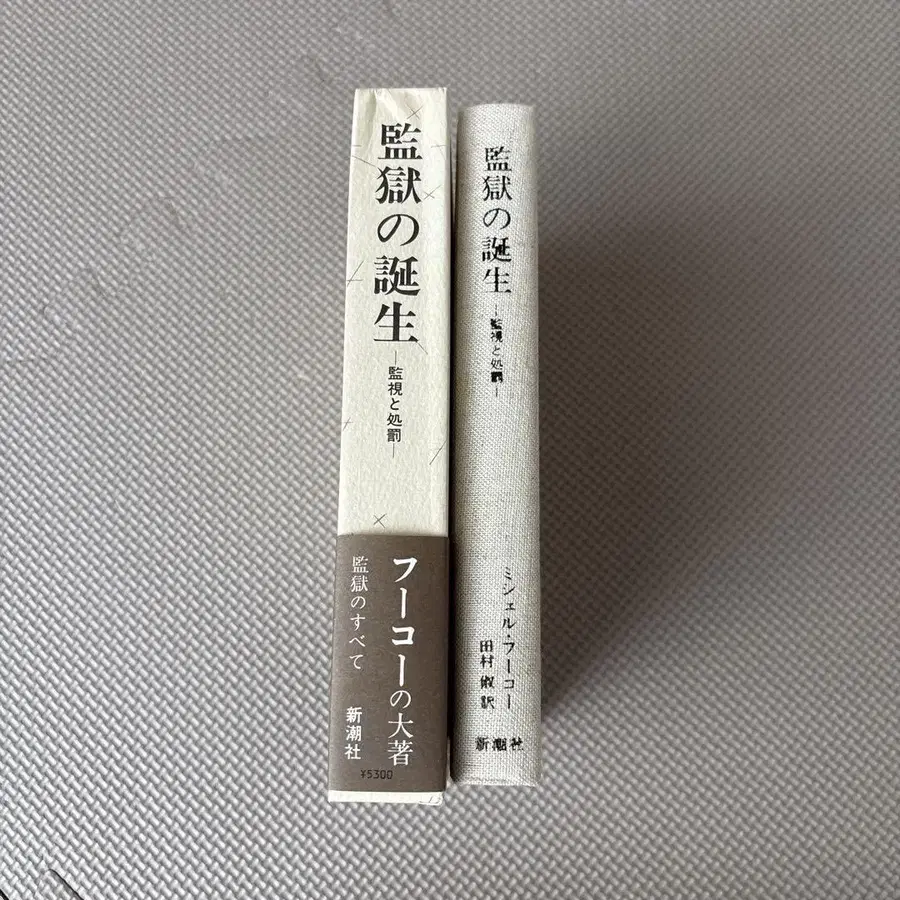 監獄の誕生
―監視と処罰―
フーコーの大著
監獄のすべて
新潮社
¥5300
監獄の誕生
―監視と処罰―
ミシェル・フーコー
田村 俶 訳
新潮社